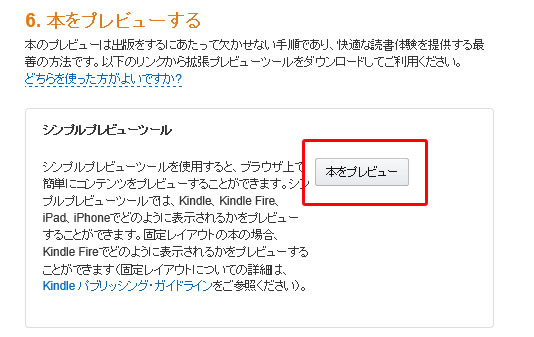 6. 本をプレビューする
本のプレビューは出版をするにあたって欠かせない手順であり、快適な読書体験を提供する最
善の方法です。以下のリンクから拡張プレビューツールをダウンロードしてご利用ください。
どちらを使った方がよいですか?
シンプルプレビューツール
シンプルプレビューツールを使用すると、ブラウザ上で
簡単にコンテンツをプレビューすることができます。シン
プルプレビューツールでは、Kindle、Kindle Fire、
iPad、iPhoneでどのように表示されるかをプレビュー
することができます。固定レイアウトの本の場合、
Kindle Fireでどのように表示されるかをプレビューする
ことができます(固定レイアウトについての詳細は、
Kindle パブリッシング・ガイドラインをご参照ください)。
本をプレビュー